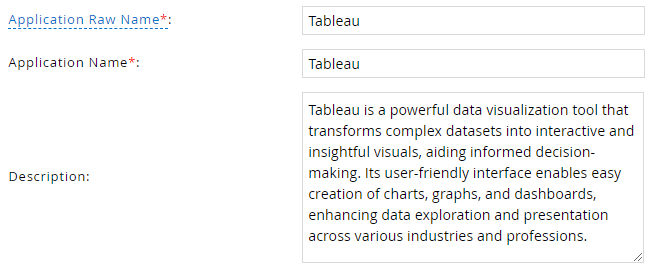 Application Raw Name*: Tableau
Application Name*: Tableau
Description:
Tableau is a powerful data visualization tool that
transforms complex datasets into interactive and
insightful visuals, aiding informed decision-
making. Its user-friendly interface enables easy
creation of charts, graphs, and dashboards,
enhancing data exploration and presentation
across various industries and professions.